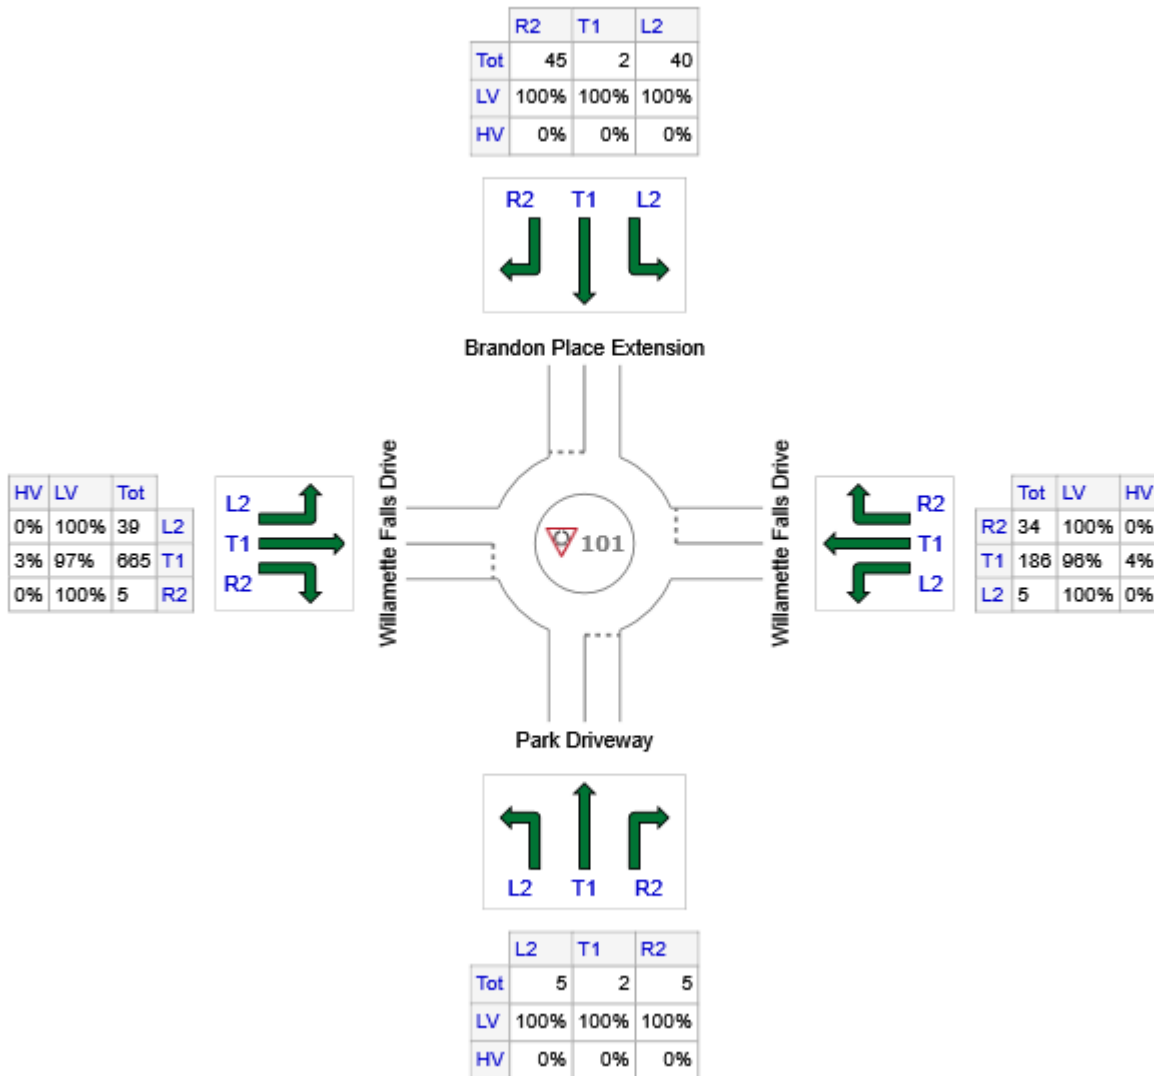 R2 T1 L2
Tot 45 2 40
LV 100% 100% 100%
HV 0% 0% 0%
R2 T1 L2
Brandon Place Extension
HV LV Tot
0% 100% 39 L2
3% 97% 665 T1
0% 100% 5 R2
L2
T1
R2
Willamette Falls Drive
101
Willamette Falls Drive
R2
T1
L2
Tot LV HV
R2 34 100% 0%
T1 186 96% 4%
L2 5 100% 0%
Park Driveway
L2 T1 R2
L2 T1 R2
Tot 5 2 5
LV 100% 100% 100%
HV 0% 0% 0%